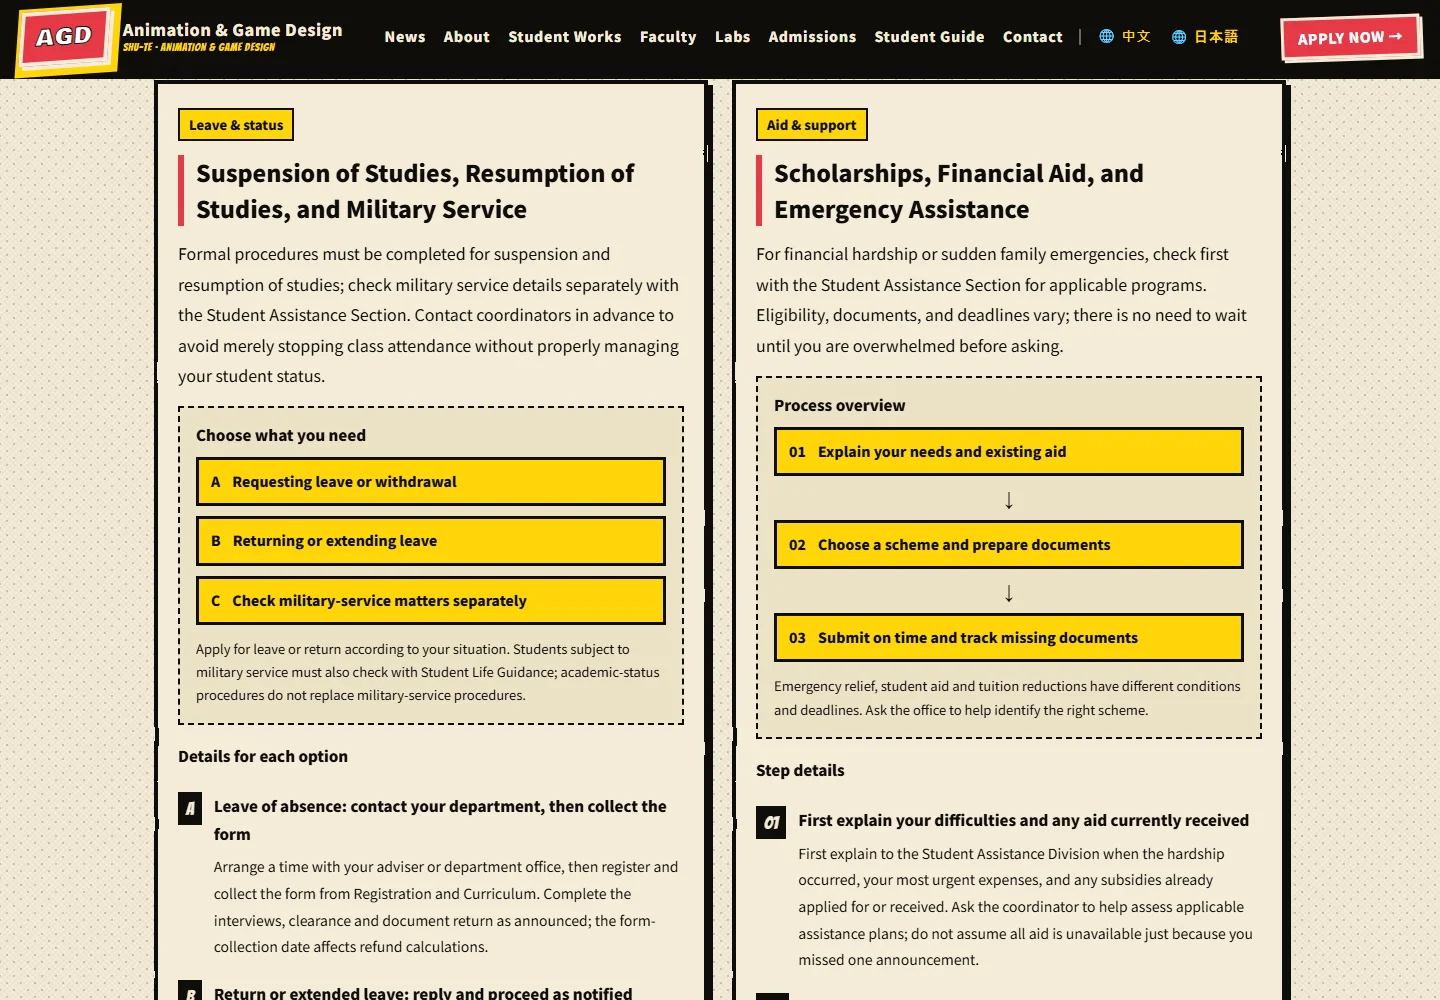 AGD
Animation & Game Design
SHU-TE · ANIMATION & GAME DESIGN
News
About
Student Works
Faculty
Labs
Admissions
Student Guide
Contact
中文
日本語
APPLY NOW →
Leave & status
Suspension of Studies, Resumption of
Studies, and Military Service
Formal procedures must be completed for suspension and
resumption of studies; check military service details separately with
the Student Assistance Section. Contact coordinators in advance to
avoid merely stopping class attendance without properly managing
your student status.
Choose what you need
A Requesting leave or withdrawal
B Returning or extending leave
C Check military-service matters separately
Apply for leave or return according to your situation. Students subject to
military service must also check with Student Life Guidance; academic-status
procedures do not replace military-service procedures.
Details for each option
A Leave of absence: contact your department, then collect the
form
Arrange a time with your adviser or department office, then register and
collect the form from Registration and Curriculum. Complete the
interviews, clearance and document return as announced; the form-
collection date affects refund calculations.
B Return or extended leave: reply and proceed as notified
Aid & support
Scholarships, Financial Aid, and
Emergency Assistance
For financial hardship or sudden family emergencies, check first
with the Student Assistance Section for applicable programs.
Eligibility, documents, and deadlines vary; there is no need to wait
until you are overwhelmed before asking.
Process overview
01 Explain your needs and existing aid
↓
02 Choose a scheme and prepare documents
↓
03 Submit on time and track missing documents
Emergency relief, student aid and tuition reductions have different conditions
and deadlines. Ask the office to help identify the right scheme.
Step details
01 First explain your difficulties and any aid currently received
First explain to the Student Assistance Division when the hardship
occurred, your most urgent expenses, and any subsidies already
applied for or received. Ask the coordinator to help assess applicable
assistance plans; do not assume all aid is unavailable just because you
missed one announcement.